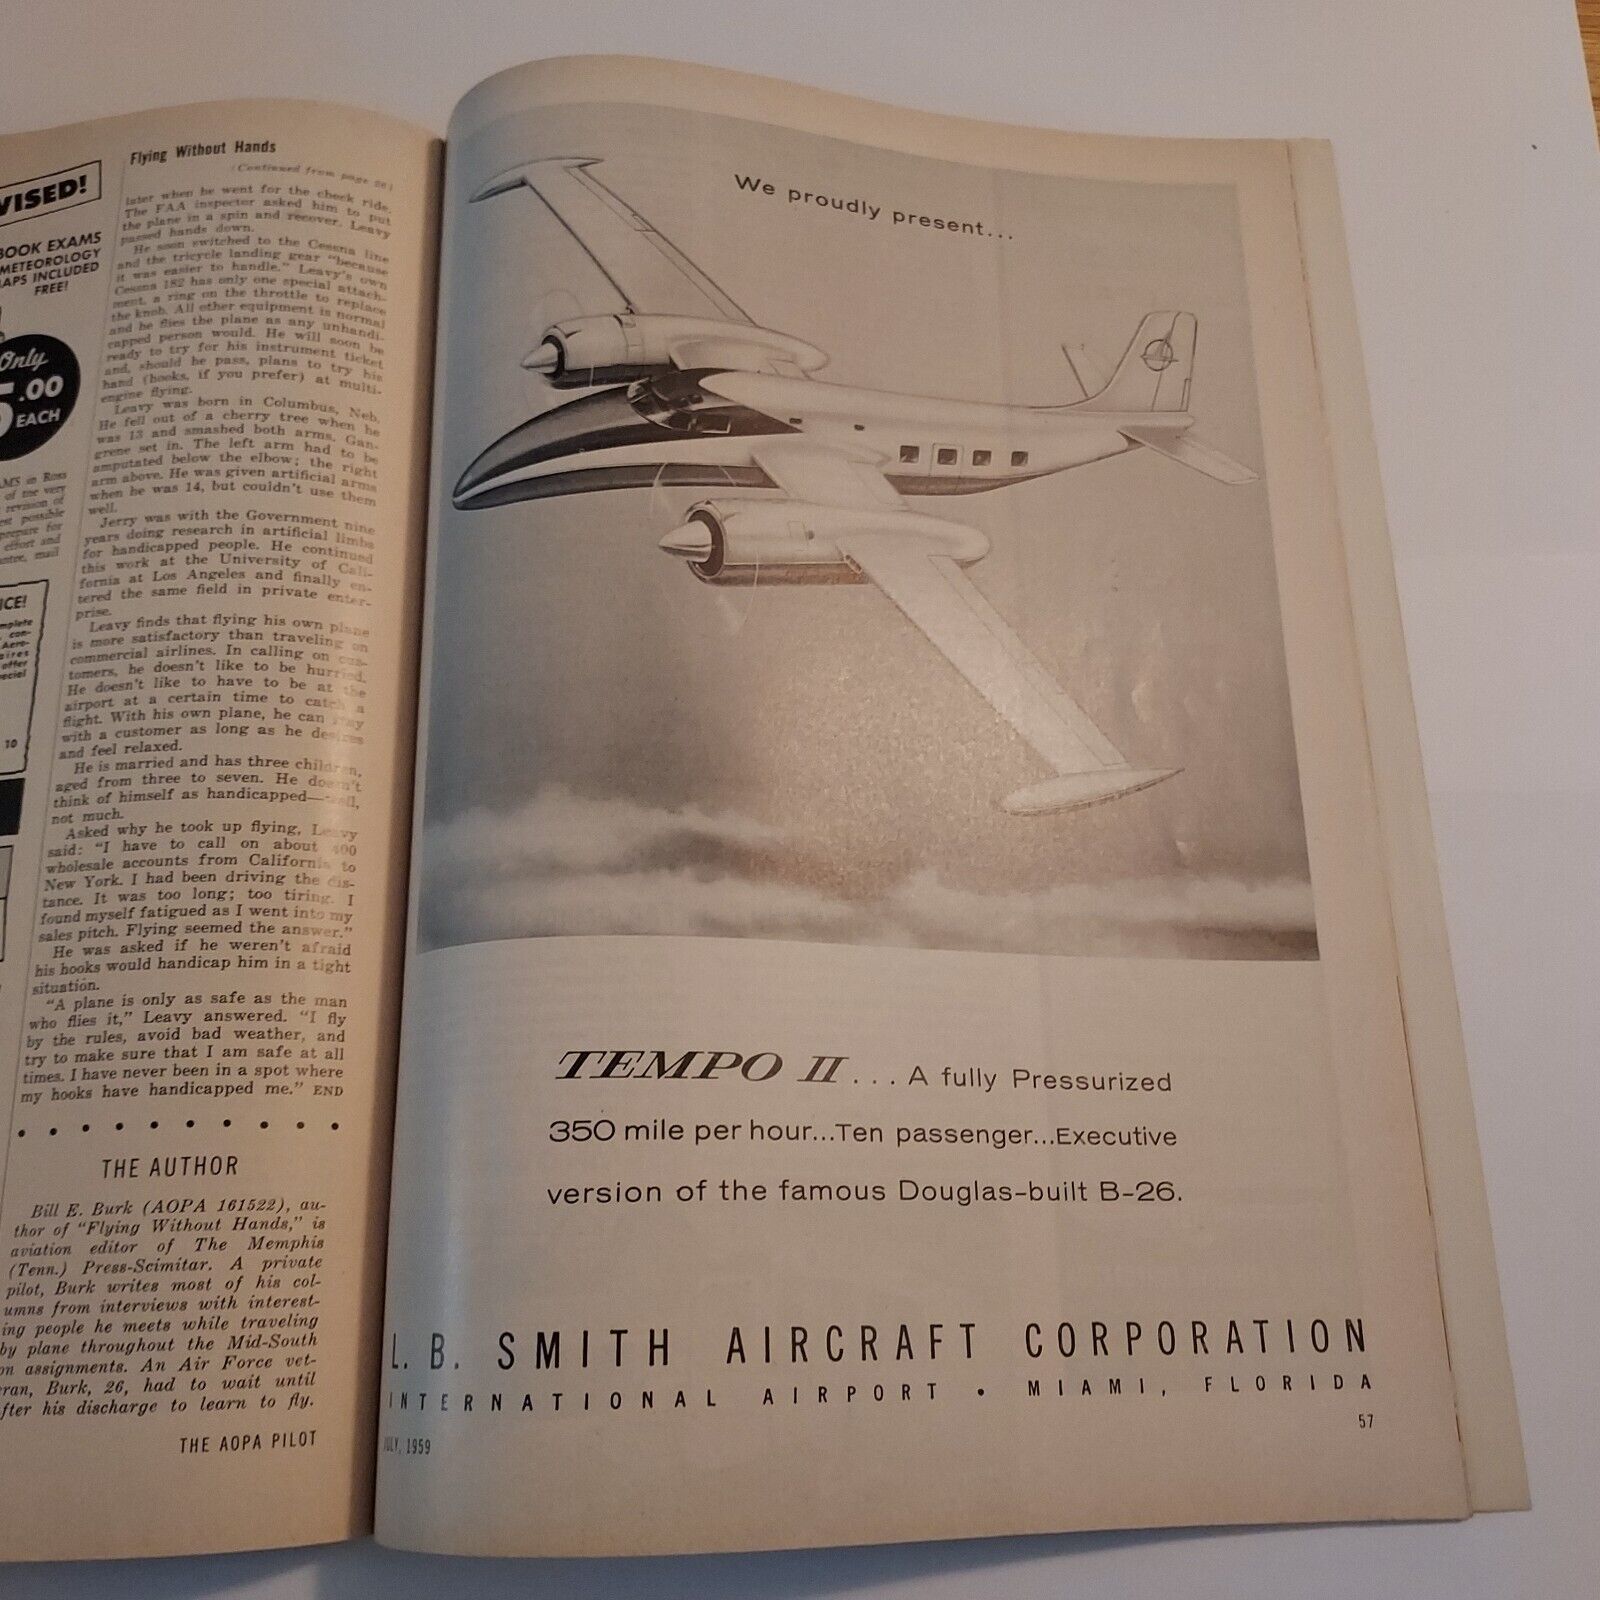 VISED!
BOOK EXAMS
METEOROLOGY
APS INCLUDED
FREE!
Only
5.00
EACH
in Ross
of the very
revision of
possible
prepare for
effort and
mail
ICE!
con-
Aero-
offer
10
Flying Without Hands
(Continued from page 56)
later when he went for the check ride.
The FAA inspector asked him to put
the plane in a spin and recover. Leavy
passed hands down.
He soon switched to the Cessna line
and the tricycle landing gear "because
it was easier to handle." Leavy's own
Cessna 182 has only one special attach-
ment, a ring on the throttle to replace
the knob. All other equipment is normal
and he flies the plane as any unhandi-
capped person would. He will soon be
ready to try for his instrument ticket
and, should he pass, plans to try his
hand (hooks, if you prefer) at multi-
engine flying.
Leavy was born in Columbus, Neb.
He fell out of a cherry tree when he
was 13 and smashed both arms. Gan-
grene set in. The left arm had to be
amputated below the elbow; the right
arm above. He was given artificial arms
when he was 14, but couldn't use them
well.
Jerry was with the Government nine
years doing research in artificial limbs
for handicapped people. He continued
this work at the University of Cali-
fornia at Los Angeles and finally en-
tered the same field in private enter-
prise.
Leavy finds that flying his own plane
is more satisfactory than traveling on
commercial airlines. In calling on cus-
tomers, he doesn't like to be hurried.
He doesn't like to have to be at the
airport at a certain time to catch a
flight. With his own plane, he can stay
with a customer as long as he desires
and feel relaxed.
He is married and has three children,
aged from three to seven. He doesn't
think of himself as handicapped—well,
not much.
Asked why he took up flying, Leavy
said: "I have to call on about 400
wholesale accounts from California to
New York. I had been driving the dis-
tance. It was too long; too tiring. I
found myself fatigued as I went into my
sales pitch. Flying seemed the answer."
He was asked if he weren't afraid
his hooks would handicap him in a tight
situation.
"A plane is only as safe as the man
who flies it," Leavy answered. "I fly
by the rules, avoid bad weather, and
try to make sure that I am safe at all
times. I have never been in a spot where
my hooks have handicapped me." END
THE AUTHOR
Bill E. Burk (AOPA 161522), au-
thor of "Flying Without Hands," is
aviation editor of The Memphis
(Tenn.) Press-Scimitar. A private
pilot, Burk writes most of his col-
umns from interviews with interest-
ing people he meets while traveling
by plane throughout the Mid-South
on assignments. An Air Force vet-
eran, Burk, 26, had to wait until
after his discharge to learn to fly.
THE AOPA PILOT
We proudly present...
TEMPO II... A fully Pressurized
350 mile per hour...Ten passenger...Executive
version of the famous Douglas-built B-26.
L. B. SMITH AIRCRAFT CORPORATION
INTERNATIONAL AIRPORT • MIAMI, FLORIDA
JULY, 1959
57